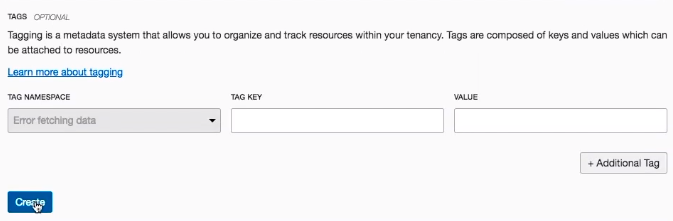 TAGS OPTIONAL
Tagging is a metadata system that allows you to organize and track resources within your tenancy. Tags are composed of keys and values which can
be attached to resources.
Learn more about tagging
TAG NAMESPACE TAG KEY VALUE
Error fetching data
+ Additional Tag
Create